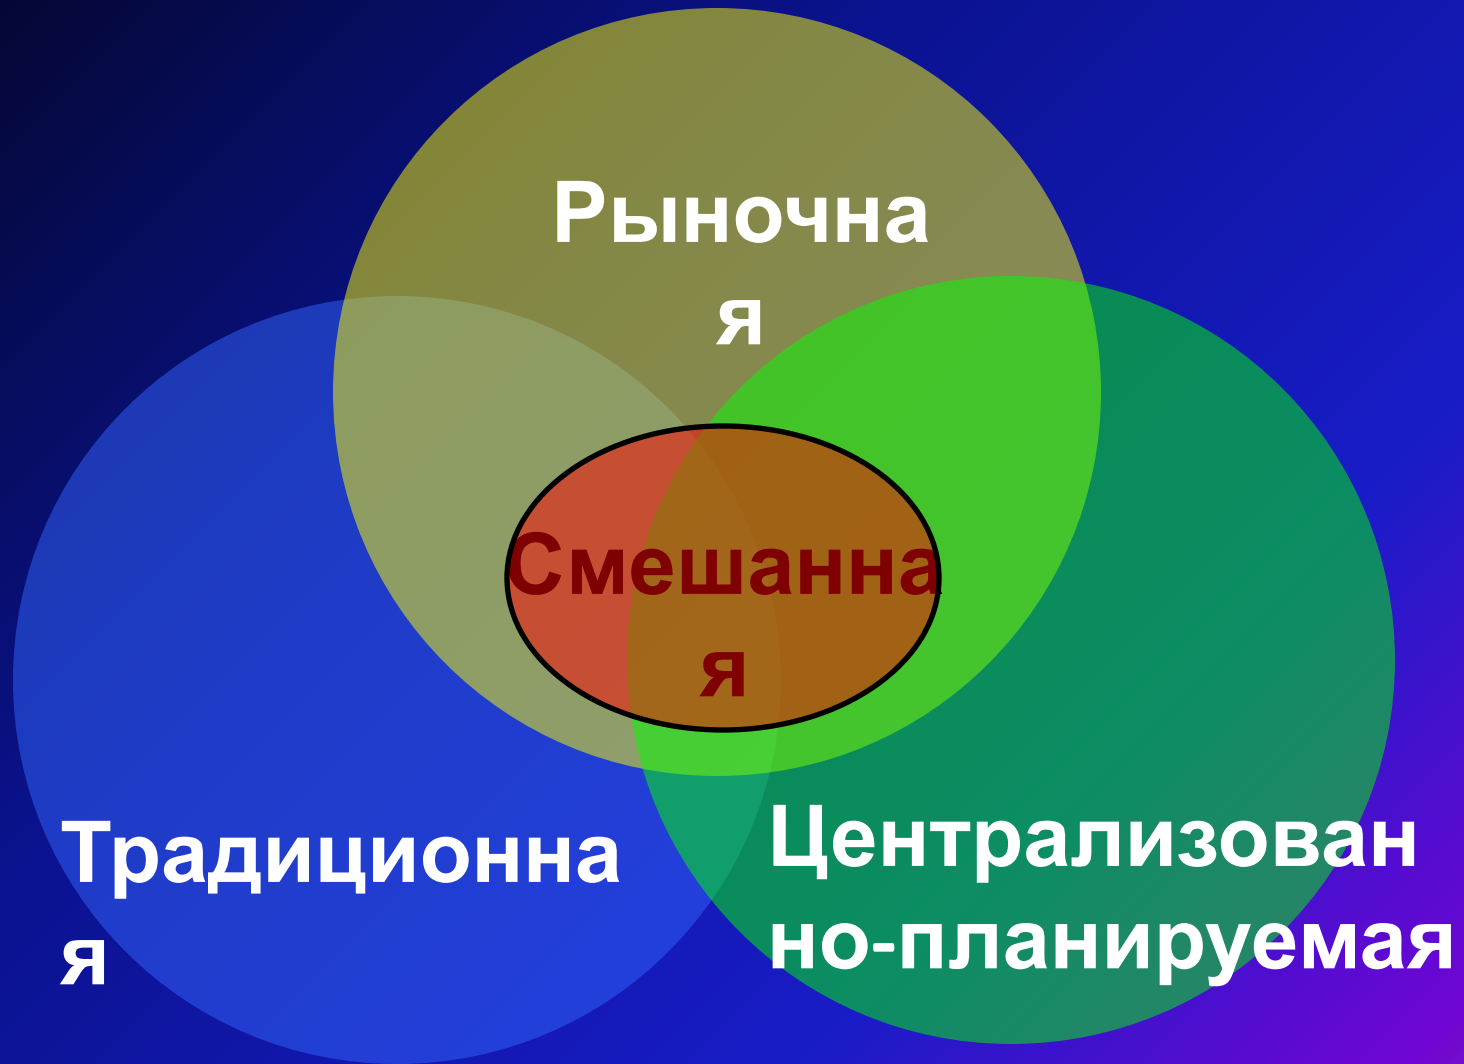 Рыночна
я
Смешанна
я
Традиционна
я
Централизован
но-планируемая